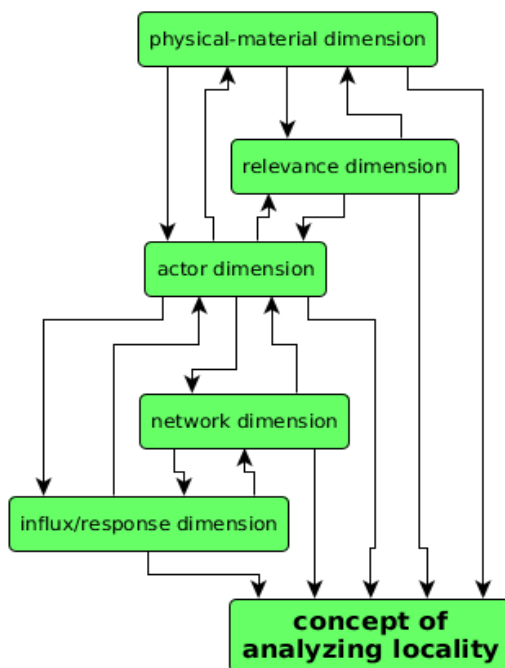 physical-material dimension
relevance dimension
actor dimension
network dimension
influx/response dimension
concept of
analyzing locality